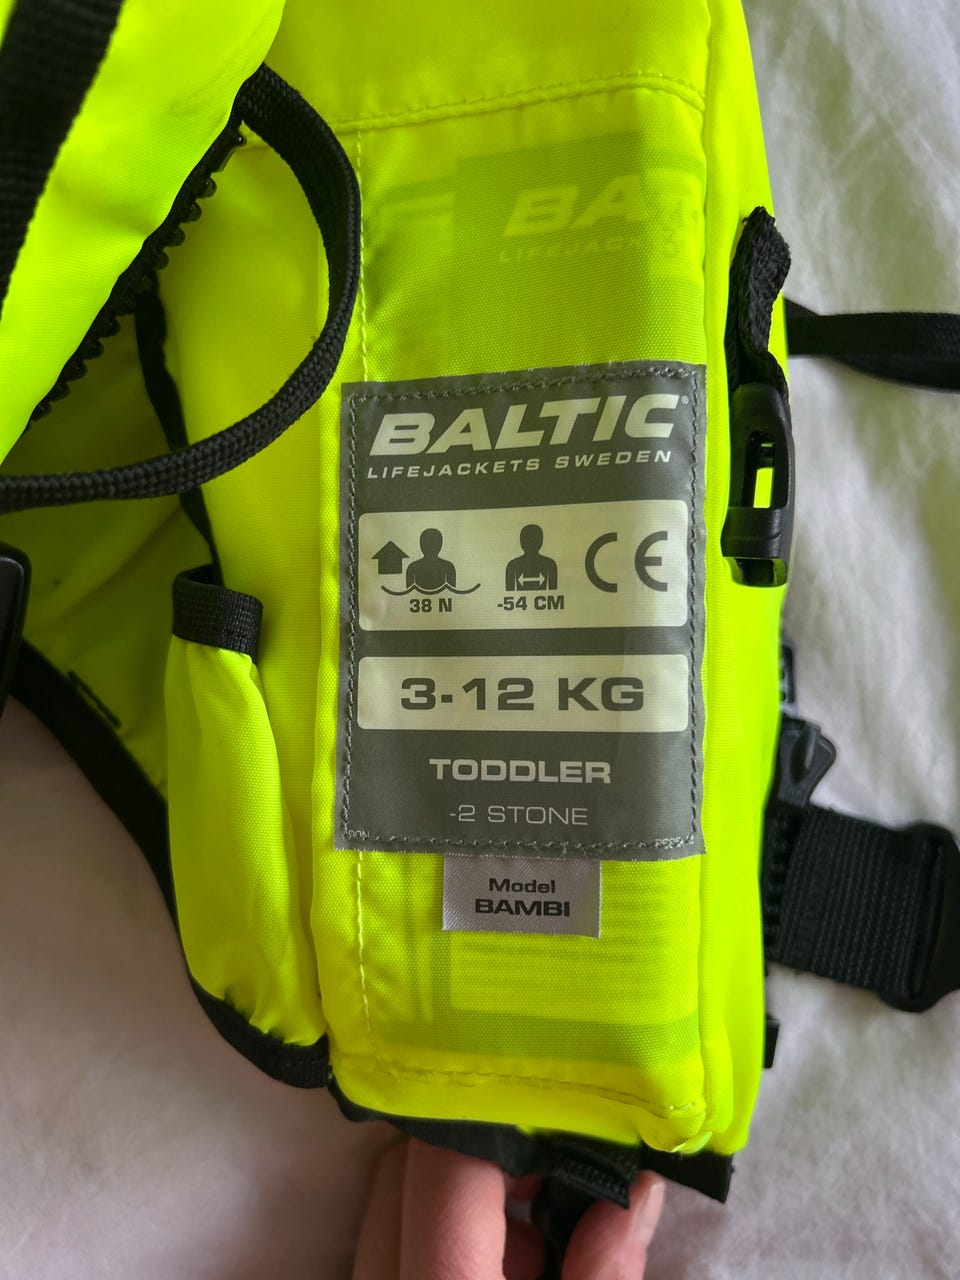 BALTIC®
LIFEJACKETS SWEDEN
38 N
-54 CM
CE
3-12 KG
TODDLER
-2 STONE
Model
BAMBI